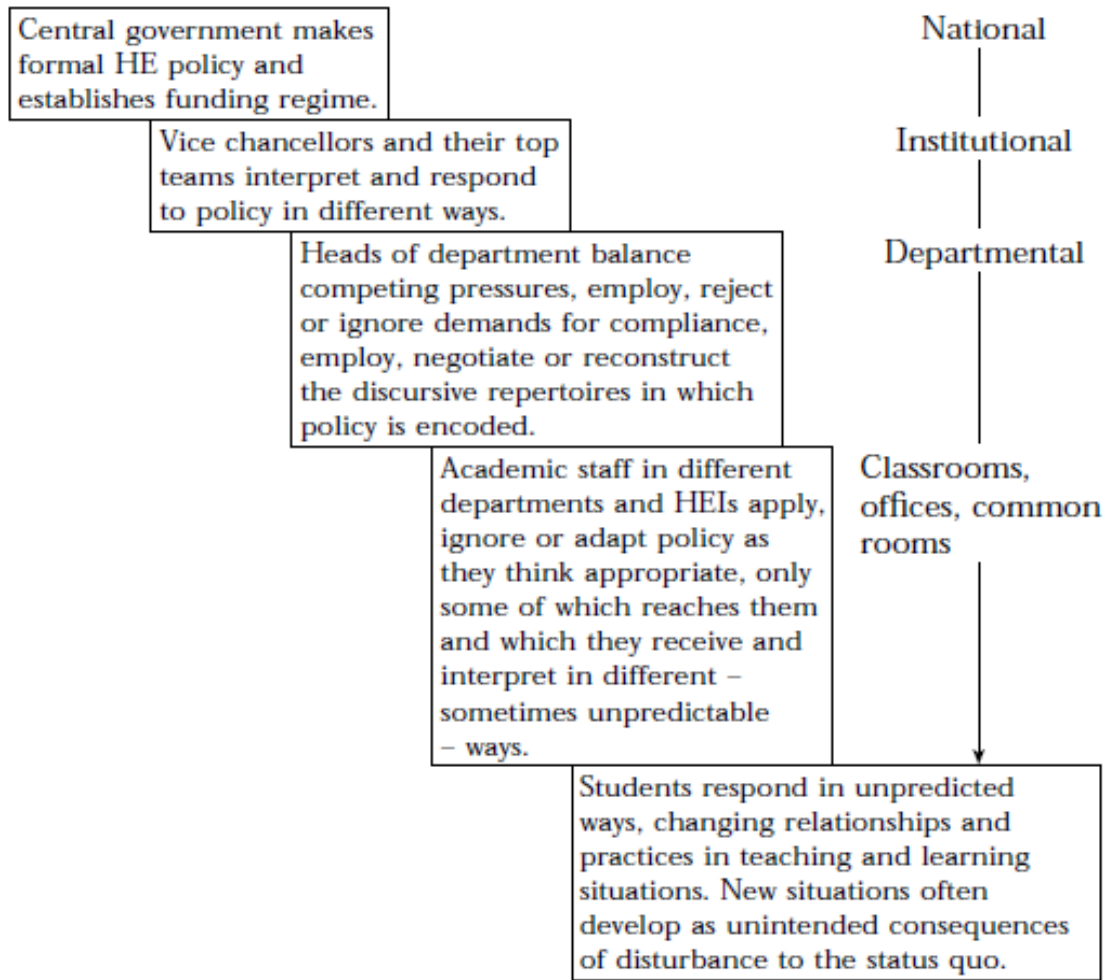 Central government makes
formal HE policy and
establishes funding regime.
National
Vice chancellors and their top
teams interpret and respond
to policy in different ways.
Institutional
Heads of department balance
competing pressures, employ, reject
or ignore demands for compliance,
employ, negotiate or reconstruct
the discursive repertoires in which
policy is encoded.
Departmental
Academic staff in different
departments and HEIs apply,
ignore or adapt policy as
they think appropriate, only
some of which reaches them
and which they receive and
interpret in different –
sometimes unpredictable
– ways.
Classrooms,
offices, common
rooms
Students respond in unpredicted
ways, changing relationships and
practices in teaching and learning
situations. New situations often
develop as unintended consequences
of disturbance to the status quo.